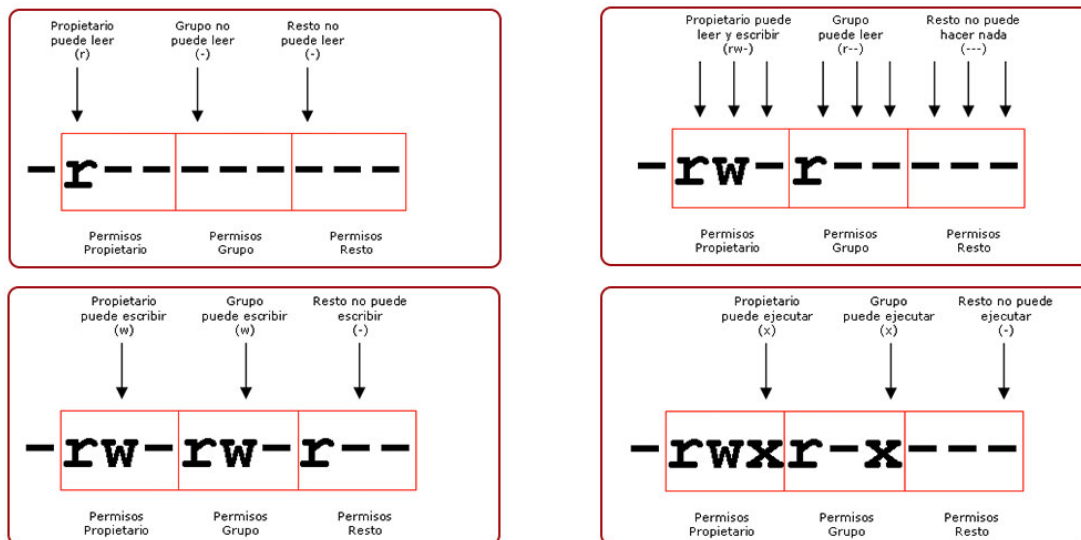 Propietario
puede leer
(r)
Grupo no
puede leer
(-)
Resto no
puede leer
(-)
-r--------
Permisos
Propietario
Permisos
Grupo
Permisos
Resto
Propietario puede
leer y escribir
(rw-)
Grupo
puede leer
(r--)
Resto no puede
hacer nada
(---)
-rw-r-----
Permisos
Propietario
Permisos
Grupo
Permisos
Resto
Propietario
puede escribir
(w)
Grupo
puede escribir
(w)
Resto no puede
escribir
(-)
-rw-rw-r--
Permisos
Propietario
Permisos
Grupo
Permisos
Resto
Propietario
puede ejecutar
(x)
Grupo
puede ejecutar
(x)
Resto no puede
ejecutar
(-)
-rwxr-x---
Permisos
Propietario
Permisos
Grupo
Permisos
Resto